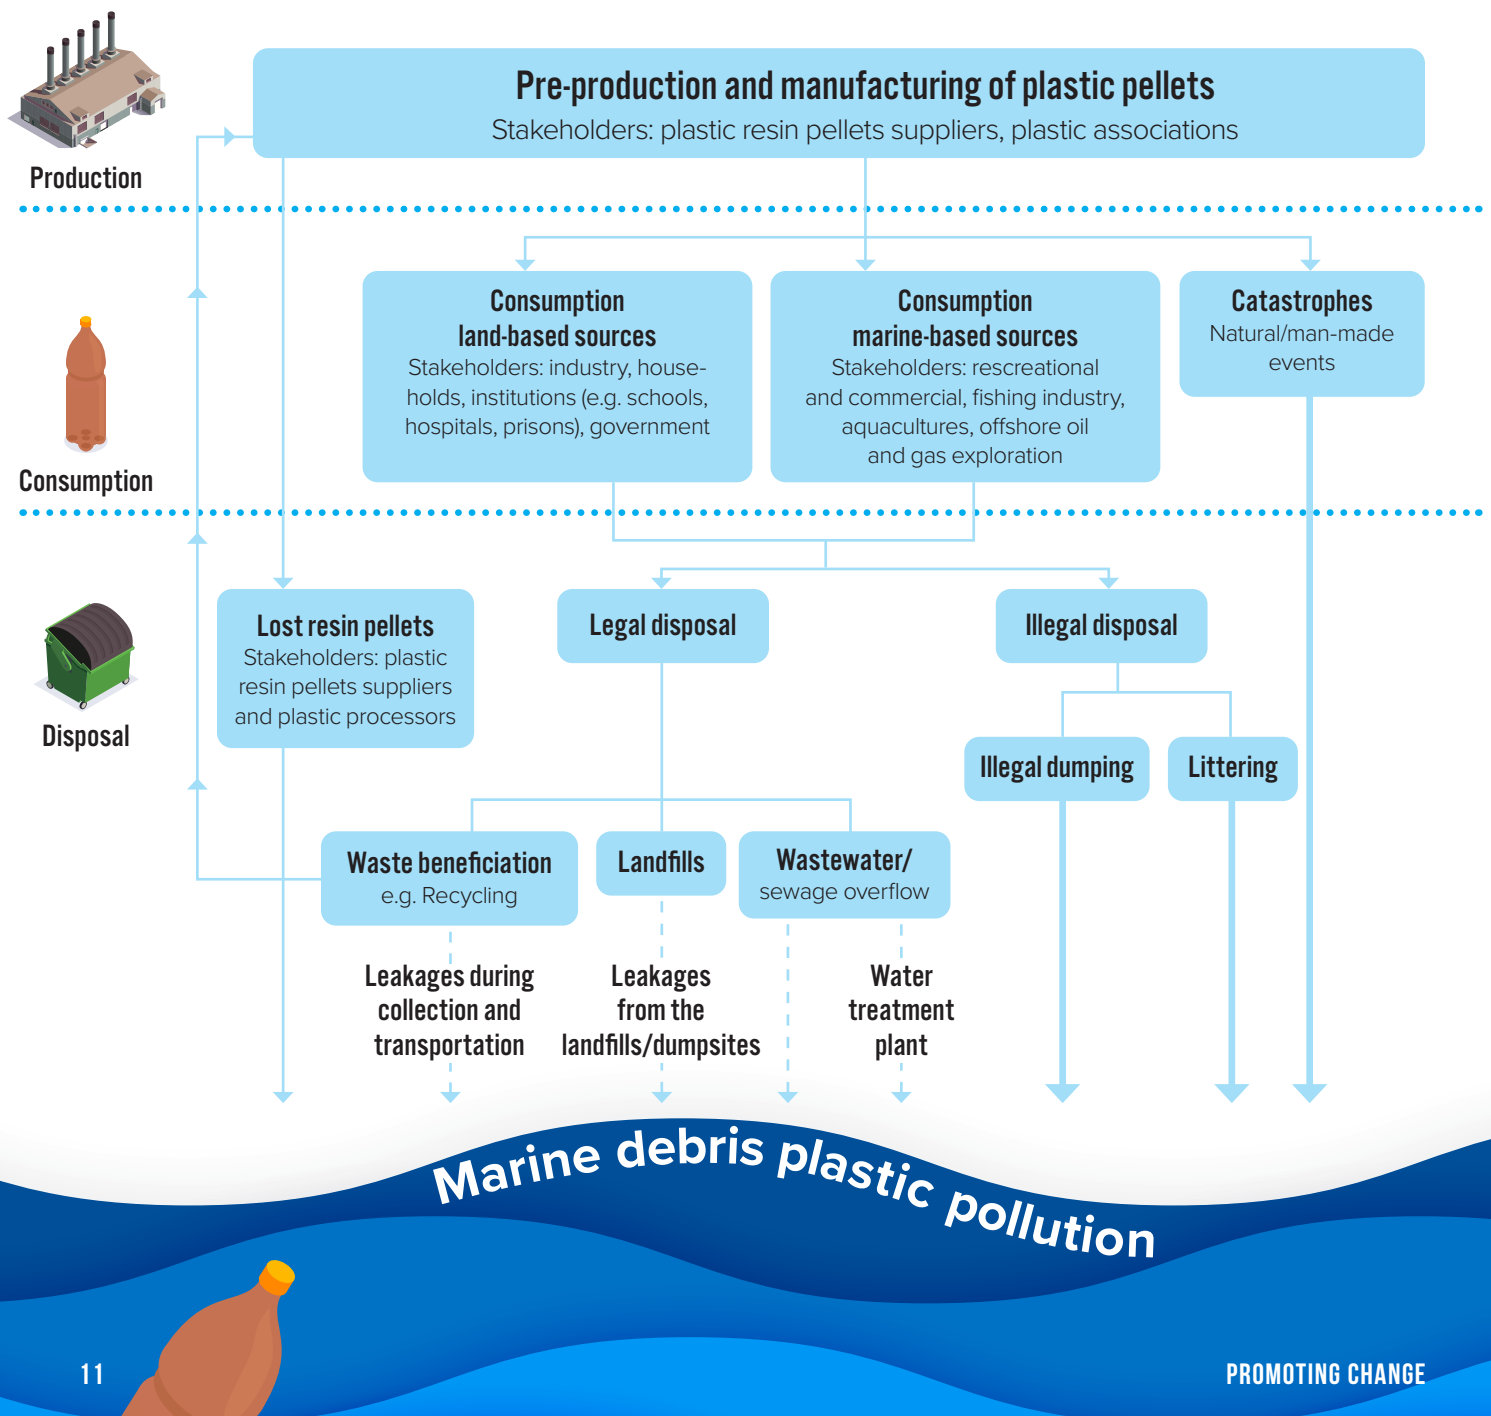 Pre-production and manufacturing of plastic pellets
Stakeholders: plastic resin pellets suppliers, plastic associations
Production
Consumption
land-based sources
Stakeholders: industry, house-
holds, institutions (e.g. schools,
hospitals, prisons), government
Consumption
marine-based sources
Stakeholders: rescreational
and commercial, fishing industry,
aquacultures, offshore oil
and gas exploration
Catastrophes
Natural/man-made
events
Consumption
Lost resin pellets
Stakeholders: plastic
resin pellets suppliers
and plastic processors
Legal disposal
Illegal disposal
Disposal
Illegal dumping
Littering
Waste beneficiation
e.g. Recycling
Landfills
Wastewater/
sewage overflow
Leakages during
collection and
transportation
Leakages
from the
landfills/dumpsites
Water
treatment
plant
Marine debris plastic pollution
11
PROMOTING CHANGE